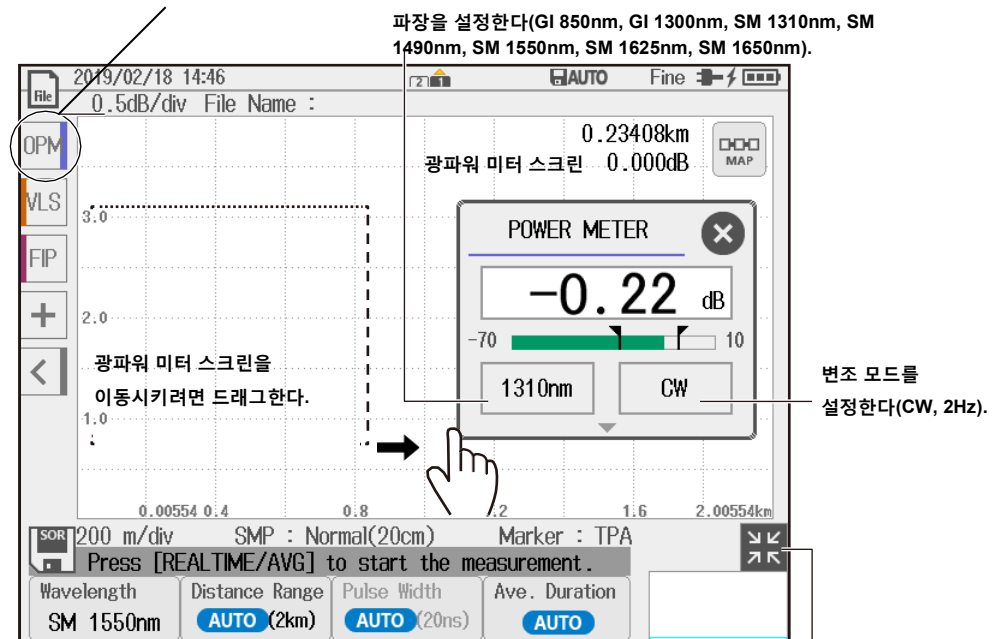 파장을 설정한다(GI 850nm, GI 1300nm, SM 1310nm, SM
1490nm, SM 1550nm, SM 1625nm, SM 1650nm).
File
2019/02/18 14:46
2 1
AUTO
Fine
0.5dB/div File Name :
OPM
0.23408km
광파워 미터 스크린 0.000dB
MAP
VLS
3.0
FIP
POWER METER
-0.22 dB
2.0
-70
10
광파워 미터 스크린을
이동시키려면 드래그한다.
1310nm
CW
변조 모드를
설정한다(CW, 2Hz).
1.0
0.00554 0.4
0.8
.2
1.6
2.00554km
SOR
200 m/div
SMP : Normal(20cm)
Marker : TPA
Press [REALTIME/AVG] to start the measurement.
Wavelength
SM 1550nm
Distance Range
AUTO (2km)
Pulse Width
AUTO (20ns)
Ave. Duration
AUTO